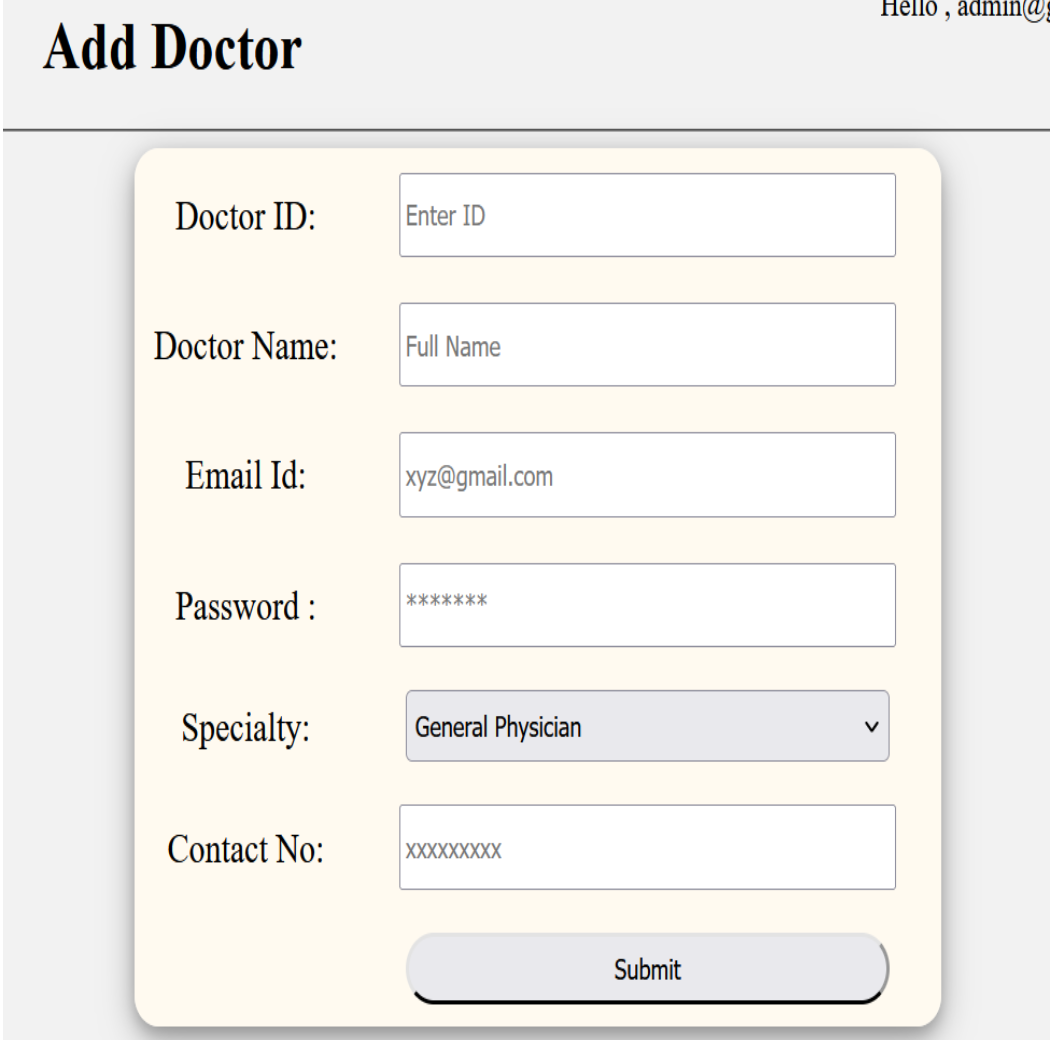 Hello , admin@g
Add Doctor
Doctor ID: Enter ID
Doctor Name: Full Name
Email Id: xyz@gmail.com
Password : *******
Specialty: General Physician
Contact No: xxxxxxxxx
Submit